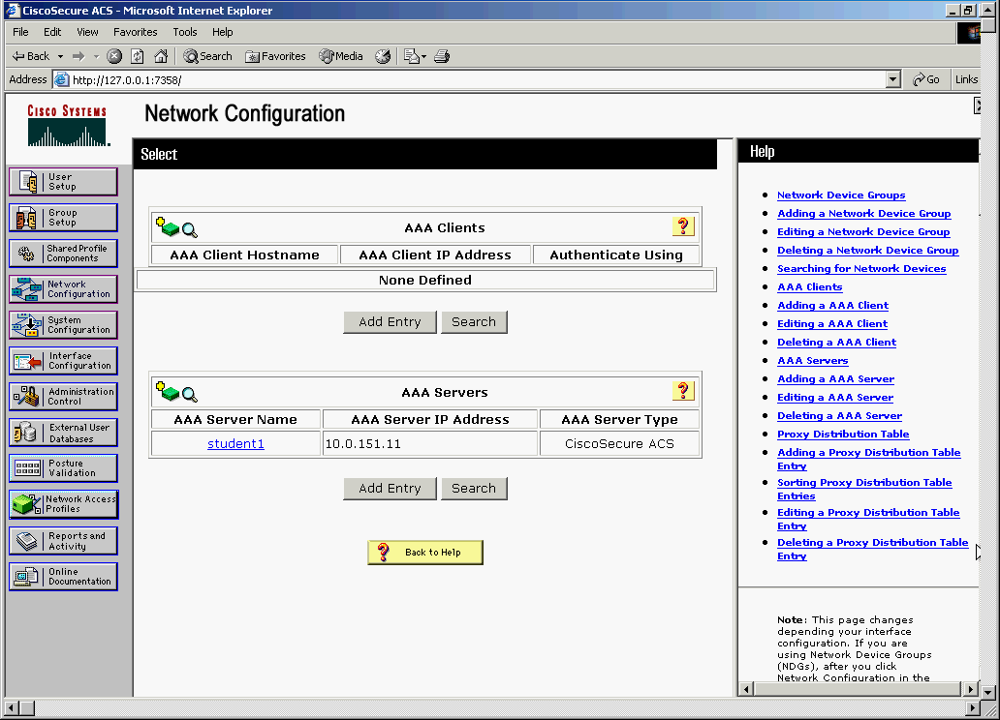 CiscoSecure ACS - Microsoft Internet Explorer
File Edit View Favorites Tools Help
Back Search Favorites Media
Address http://127.0.0.1:7358/ Go Links
CISCO SYSTEMS
Network Configuration
User
Setup
Group
Setup
Shared Profile
Components
Network
Configuration
System
Configuration
Interface
Configuration
Administration
Control
External User
Databases
Posture
Validation
Network Access
Profiles
Reports and
Activity
Online
Documentation
Select
AAA Clients
AAA Client Hostname AAA Client IP Address Authenticate Using
None Defined
Add Entry Search
AAA Servers
AAA Server Name AAA Server IP Address AAA Server Type
student1 10.0.151.11 CiscoSecure ACS
Add Entry Search
Back to Help
Help
Network Device Groups
Adding a Network Device Group
Editing a Network Device Group
Deleting a Network Device Group
Searching for Network Devices
AAA Clients
Adding a AAA Client
Editing a AAA Client
Deleting a AAA Client
AAA Servers
Adding a AAA Server
Editing a AAA Server
Deleting a AAA Server
Proxy Distribution Table
Adding a Proxy Distribution Table
Entry
Sorting Proxy Distribution Table
Entries
Editing a Proxy Distribution Table
Entry
Deleting a Proxy Distribution Table
Entry
Note: This page changes
depending your interface
configuration. If you are
using Network Device Groups
(NDGs), after you click
Network Configuration in the